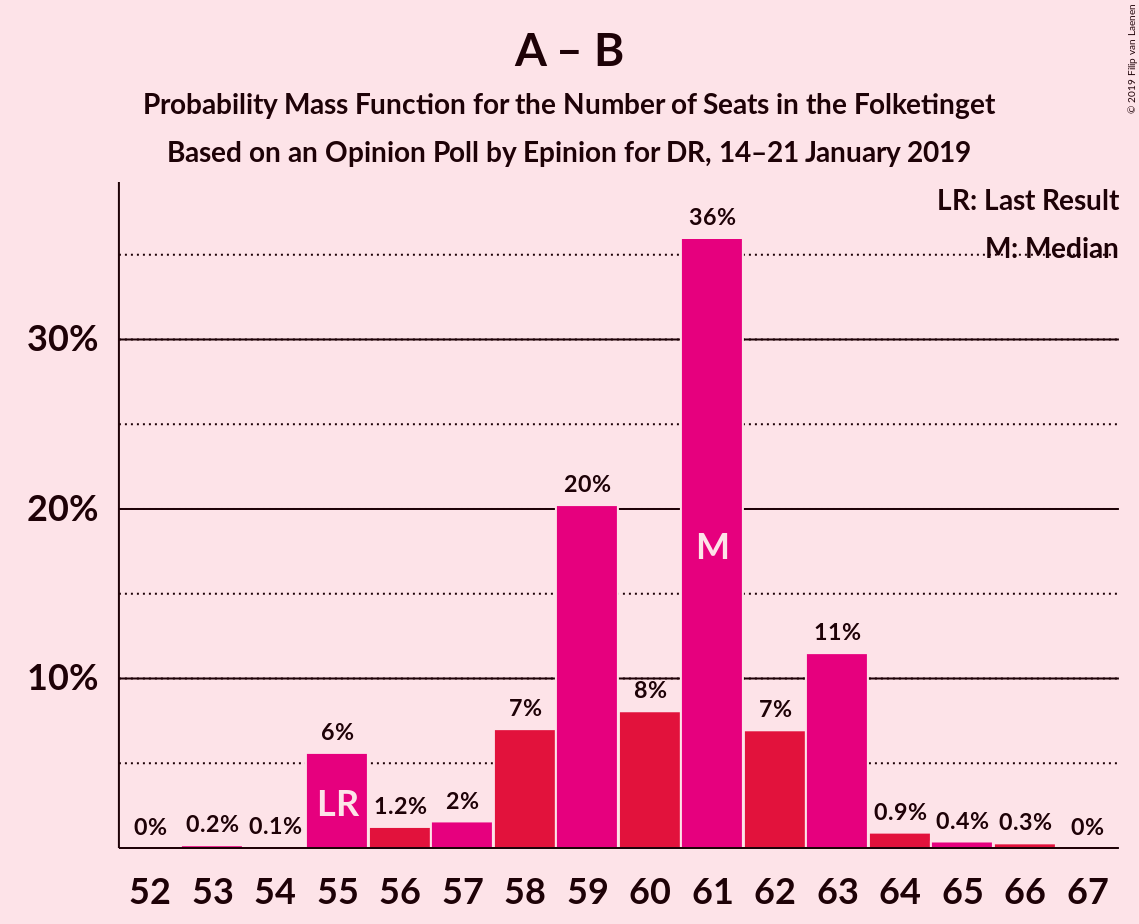 A – B
Probability Mass Function for the Number of Seats in the Folketinget
Based on an Opinion Poll by Epinion for DR, 14–21 January 2019
© 2019 Filip van Laenen
LR: Last Result
M: Median
30%
20%
10%
0%
0.2%
0.1%
6%
1.2%
2%
7%
20%
8%
36%
7%
11%
0.9%
0.4%
0.3%
0%
LR
M
52 53 54 55 56 57 58 59 60 61 62 63 64 65 66 67